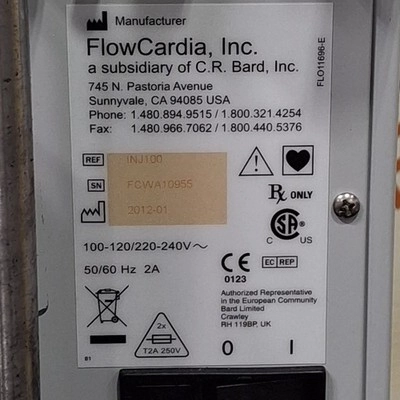 Manufacturer
FlowCardia, Inc.
a subsidiary of C.R. Bard, Inc.
745 N. Pastoria Avenue
Sunnyvale, CA 94085 USA
Phone: 1.480.894.9515 / 1.800.321.4254
Fax: 1.480.966.7062 / 1.800.440.5376
FLO11696-E
REF INJ100
SN FCWA10955
2012-01
Rx ONLY
CSA
C US
100-120/220-240V~
50/60 Hz 2A
CE
0123
EC REP
Authorized Representative
in the European Community
Bard Limited
Crawley
RH 119BP, UK
2x
T2A 250V
R1
0 I